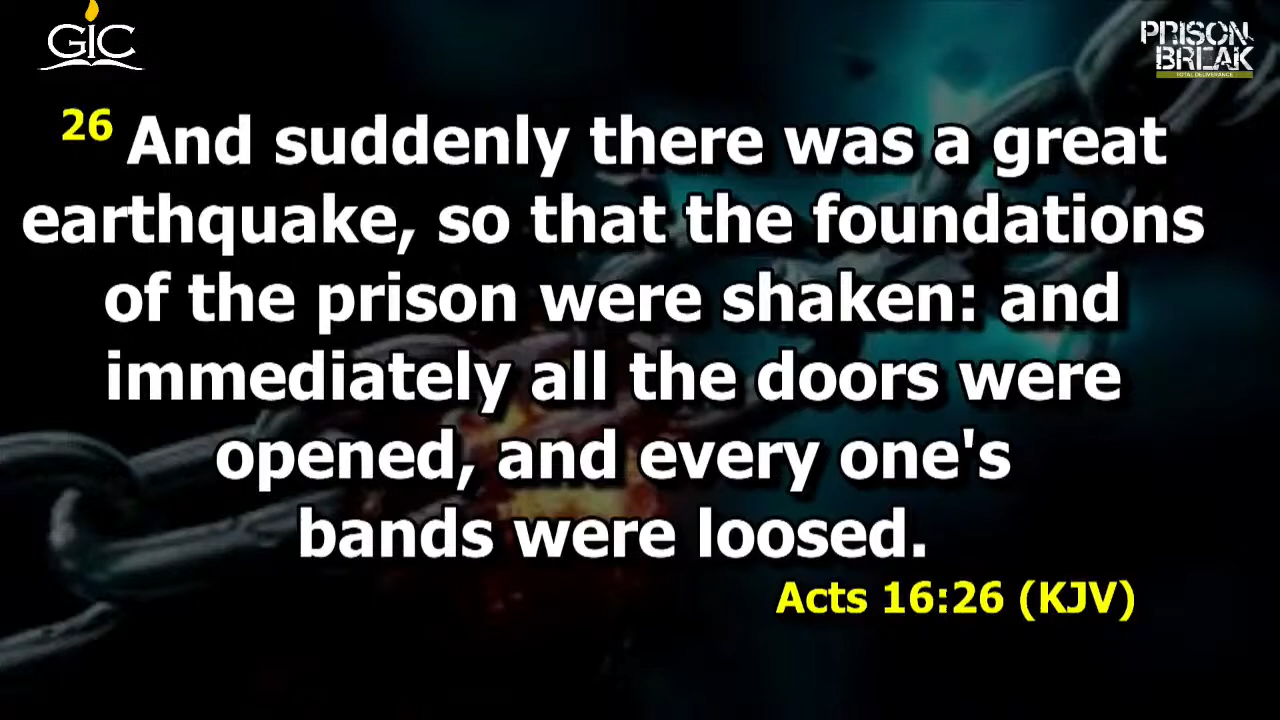 GIC
PRISON
BREAK
TOTAL DELIVERANCE
26 And suddenly there was a great
earthquake, so that the foundations
of the prison were shaken: and
immediately all the doors were
opened, and every one's
bands were loosed.
Acts 16:26 (KJV)